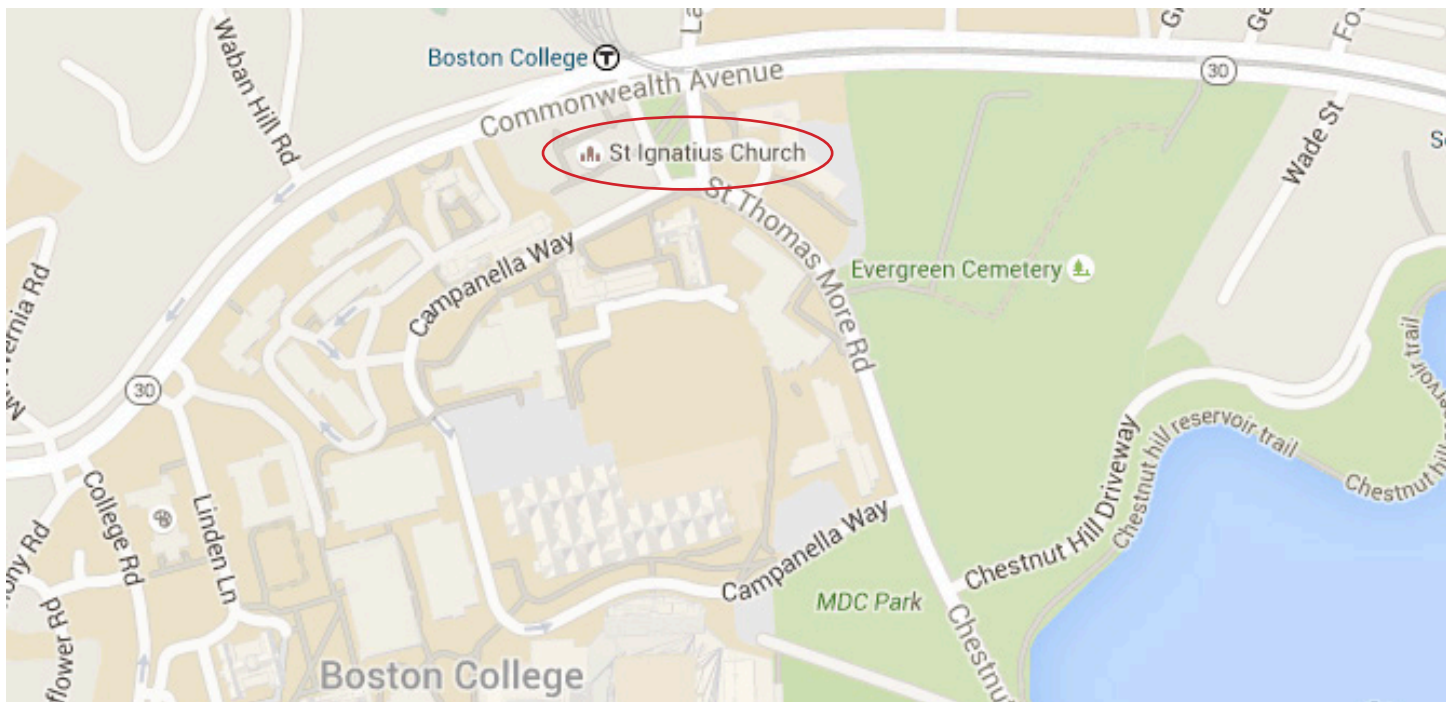 Waban Hill Rd
Boston College
T
Commonwealth Avenue
30
St Ignatius Church
St Thomas More Rd
Wade St
Evergreen Cemetery
Campanella Way
30
College Rd
Linden Ln
Campanella Way
Chestnut Hill Driveway
Chestnut hill reservoir trail
Chestnut hill
MDC Park
Boston College